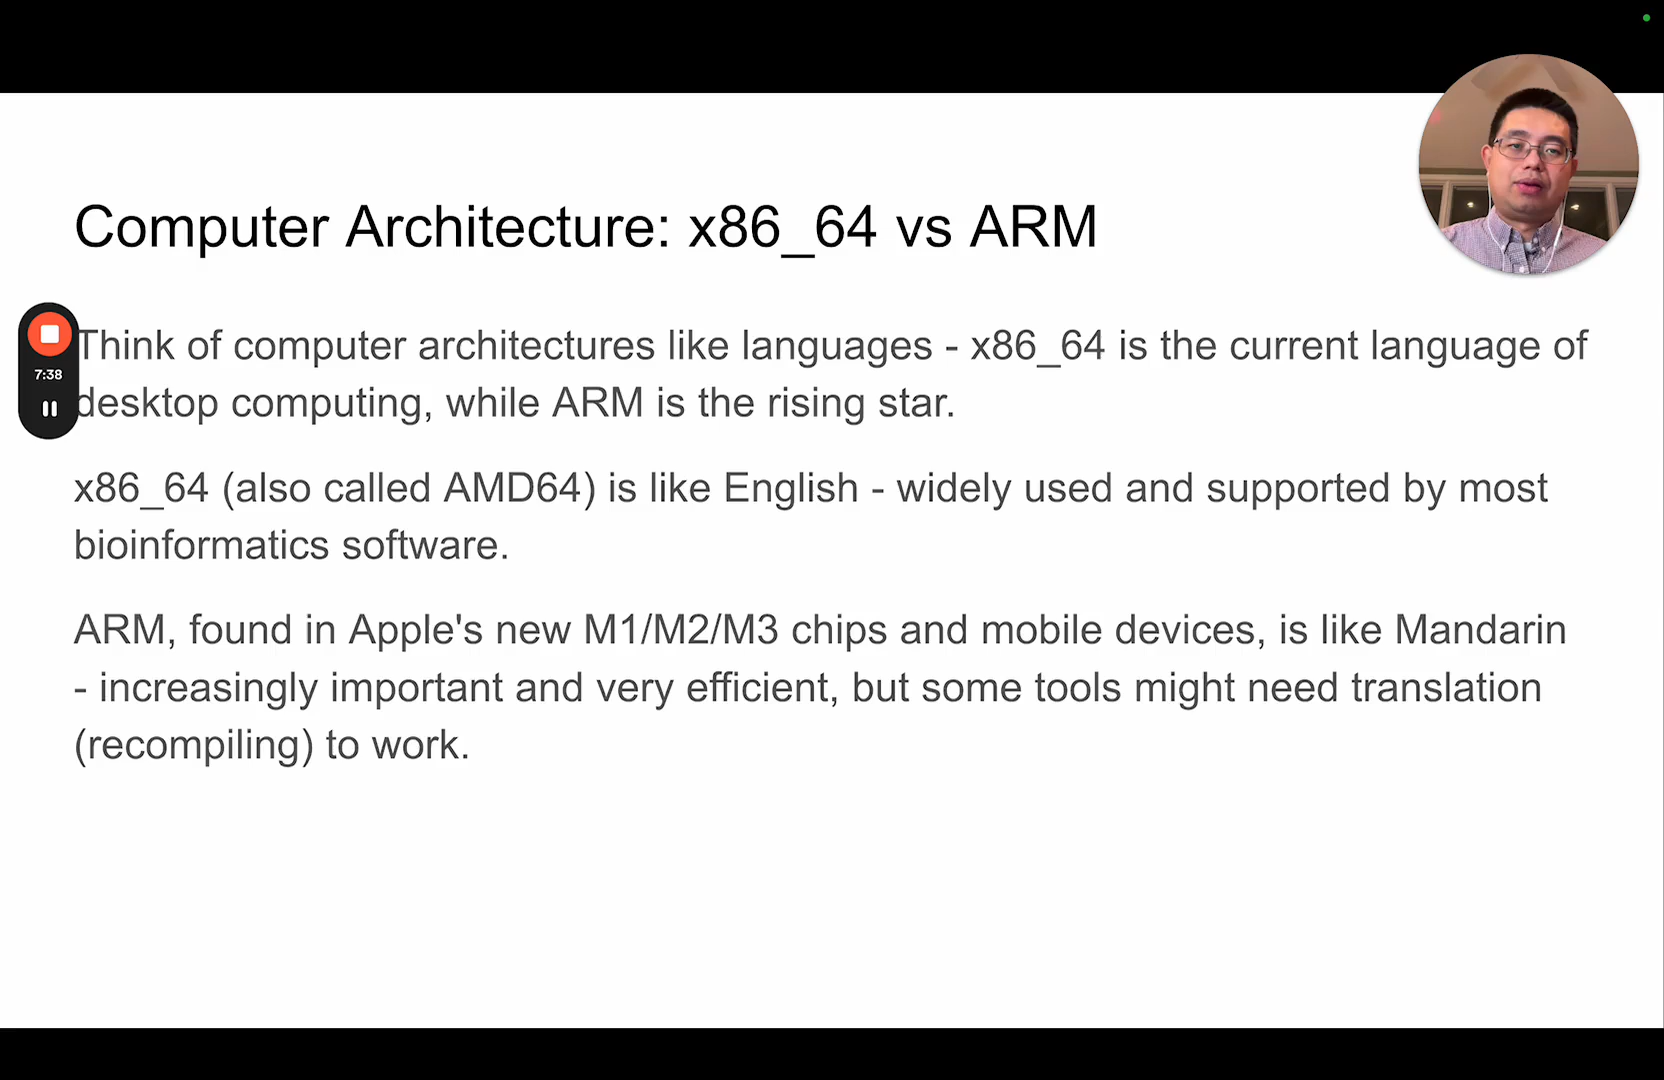 Computer Architecture: x86_64 vs ARM
Think of computer architectures like languages - x86_64 is the current language of
7:38
desktop computing, while ARM is the rising star.
x86_64 (also called AMD64) is like English - widely used and supported by most
bioinformatics software.
ARM, found in Apple's new M1/M2/M3 chips and mobile devices, is like Mandarin
- increasingly important and very efficient, but some tools might need translation
(recompiling) to work.